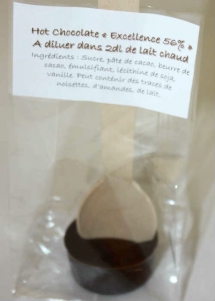 Hot Chocolate & Excellence 56% &
A diluer dans 2dl de lait chaud
Ingrédients : Sucre, pâte de cacao, beurre de
cacao, émulsifiant, lécithine de soja,
vanille. Peut contenir des traces de
noisettes, d'amandes, de lait.